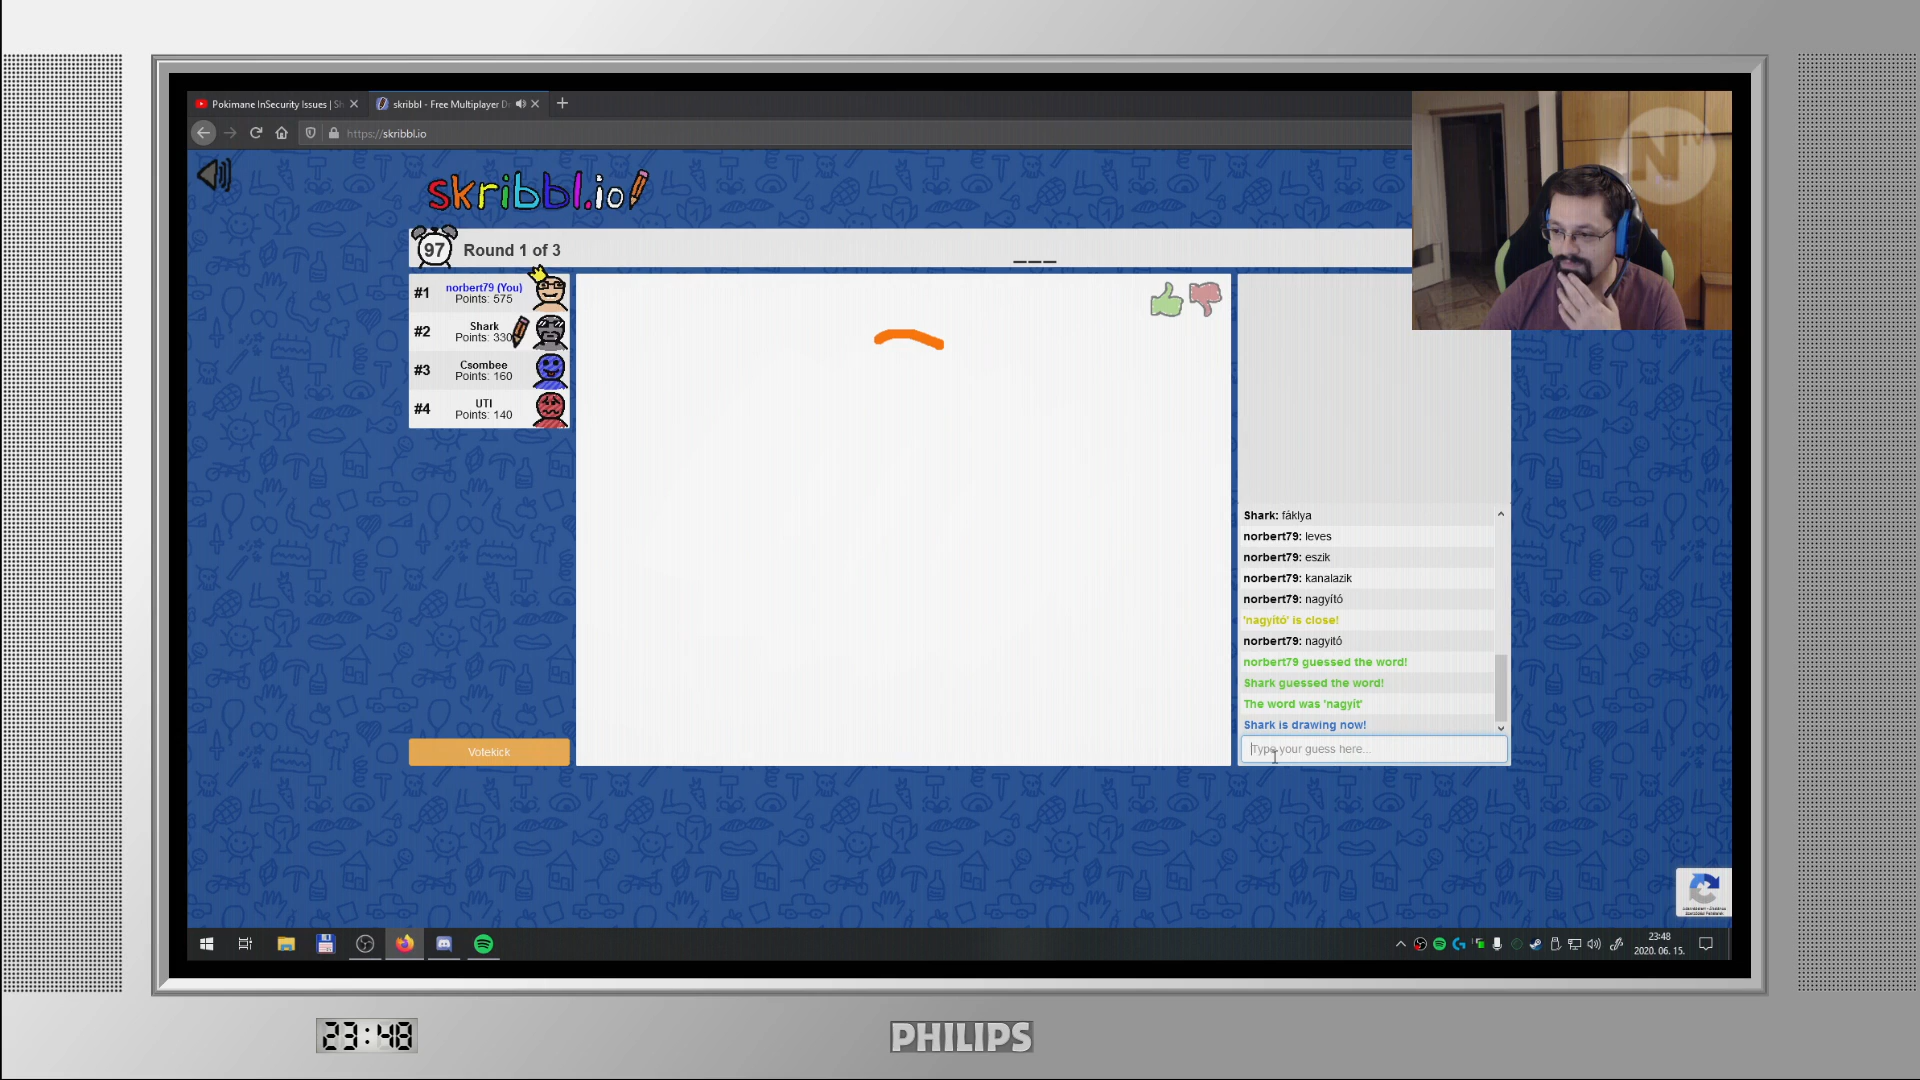 Pokimane InSecurity Issues | Sh
skribbl - Free Multiplayer Dr
https://skribbl.io
N TV
skribbl.io
97
Round 1 of 3
___
#1
norbert79 (You)
Points: 575
#2
Shark
Points: 330
#3
Csombee
Points: 160
#4
UTI
Points: 140
Votekick
Shark: fáklya
norbert79: leves
norbert79: eszik
norbert79: kanalazik
norbert79: nagyító
'nagyító' is close!
norbert79: nagyitó
norbert79 guessed the word!
Shark guessed the word!
The word was 'nagyít'
Shark is drawing now!
Type your guess here...
23:48
2020. 06. 15.
23:48
PHILIPS